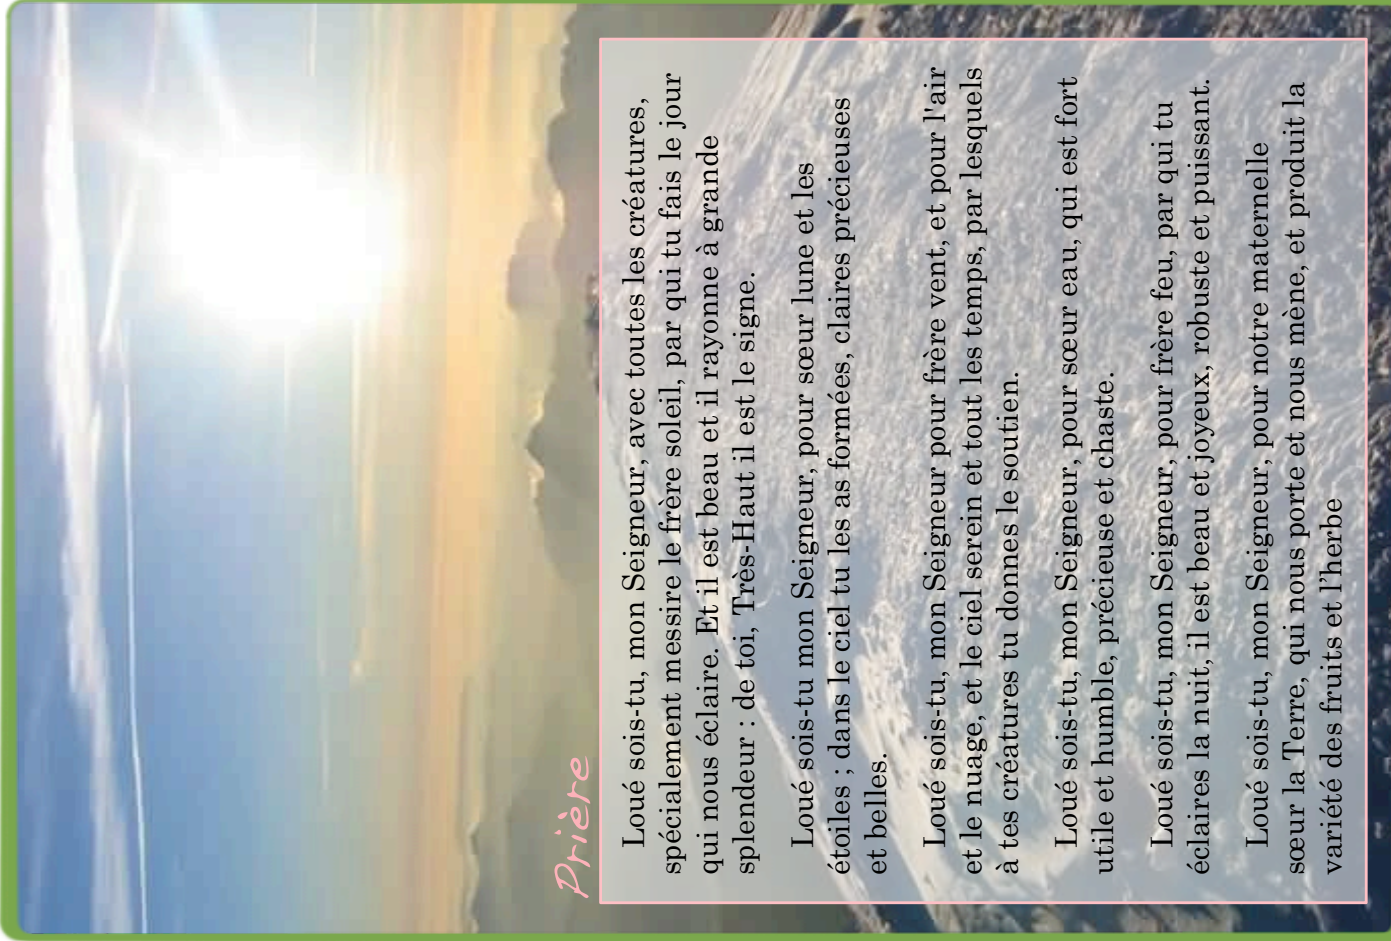 Prière
Loué sois-tu, mon Seigneur, avec toutes les créatures,
spécialement messire le frère soleil, par qui tu fais le jour
qui nous éclaire. Et il est beau et il rayonne à grande
splendeur : de toi, Très-Haut il est le signe.
Loué sois-tu mon Seigneur, pour sœur lune et les
étoiles ; dans le ciel tu les as formées, claires précieuses
et belles.
Loué sois-tu, mon Seigneur pour frère vent, et pour l'air
et le nuage, et le ciel serein et tout les temps, par lesquels
à tes créatures tu donnes le soutien.
Loué sois-tu, mon Seigneur, pour sœur eau, qui est fort
utile et humble, précieuse et chaste.
Loué sois-tu, mon Seigneur, pour frère feu, par qui tu
éclaires la nuit, il est beau et joyeux, robuste et puissant.
Loué sois-tu, mon Seigneur, pour notre maternelle
sœur la Terre, qui nous porte et nous mène, et produit la
variété des fruits et l'herbe